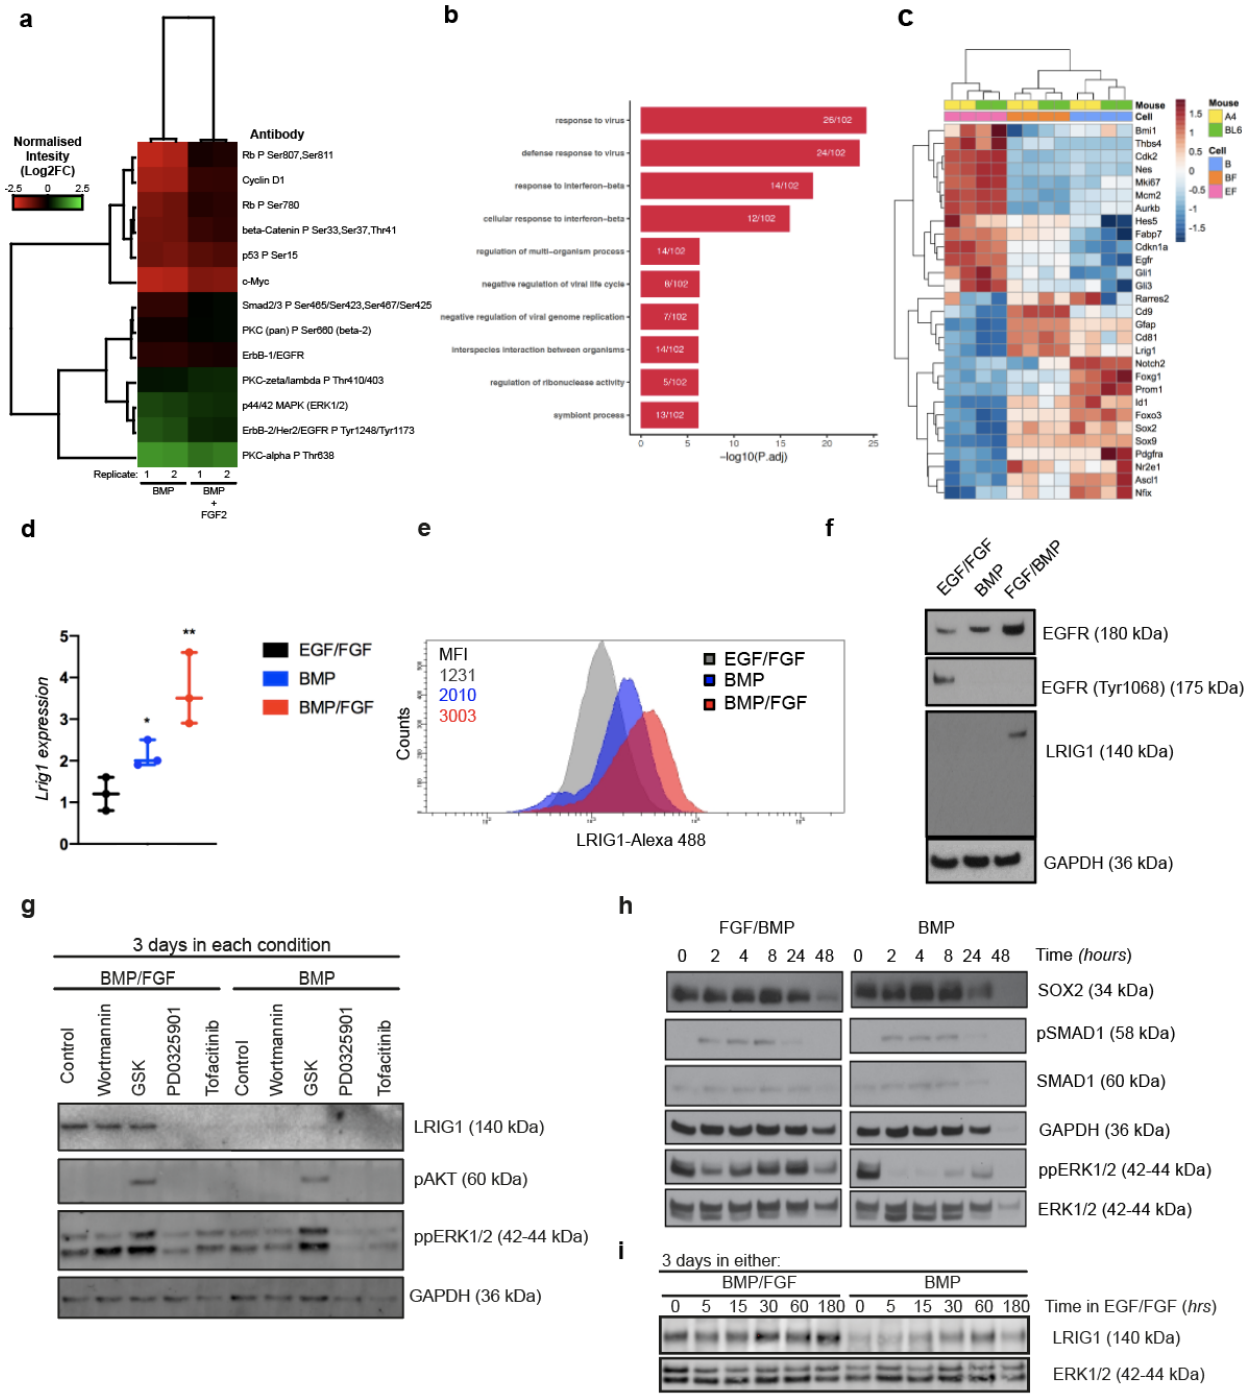 a
Normalised
Intesity
(Log2FC)
-2.5 0 2.5
Antibody
Rb P Ser807,Ser811
Cyclin D1
Rb P Ser780
beta-Catenin P Ser33,Ser37,Thr41
p53 P Ser15
c-Myc
Smad2/3 P Ser465/Ser423,Ser467/Ser425
PKC (pan) P Ser660 (beta-2)
ErbB-1/EGFR
PKC-zeta/lambda P Thr410/403
p44/42 MAPK (ERK1/2)
ErbB-2/Her2/EGFR P Tyr1248/Tyr1173
PKC-alpha P Thr638
Replicate: 1 2 1 2
BMP BMP
+
FGF2
b
response to virus 26/102
defense response to virus 24/102
response to interferon-beta 14/102
cellular response to interferon-beta 12/102
regulation of multi-organism process 14/102
negative regulation of viral life cycle 8/102
negative regulation of viral genome replication 7/102
interspecies interaction between organisms 14/102
regulation of ribonuclease activity 5/102
symbiont process 13/102
0 5 10 15 20 25
−log10(P.adj)
c
Mouse
Cell
Bmi1
Thbs4
Cdk2
Nes
Mki67
Mcm2
Aurkb
Hes5
Fabp7
Cdkn1a
Egfr
Gli1
Gli3
Rarres2
Cd9
Gfap
Cd81
Lrig1
Notch2
Foxg1
Prom1
Id1
Foxo3
Sox2
Sox9
Pdgfra
Nr2e1
Ascl1
Nfix
1.5
1
0.5
0
-0.5
-1
-1.5
Mouse
A4
BL6
Cell
B
BF
EF
d
Lrig1 expression
5
4
3
2
1
0
*
**
EGF/FGF
BMP
BMP/FGF
e
MFI
1231
2010
3003
EGF/FGF
BMP
BMP/FGF
Counts
LRIG1-Alexa 488
f
EGF/FGF
BMP
FGF/BMP
EGFR (180 kDa)
EGFR (Tyr1068) (175 kDa)
LRIG1 (140 kDa)
GAPDH (36 kDa)
g
3 days in each condition
BMP/FGF BMP
Control
Wortmannin
GSK
PD0325901
Tofacitinib
Control
Wortmannin
GSK
PD0325901
Tofacitinib
LRIG1 (140 kDa)
pAKT (60 kDa)
ppERK1/2 (42-44 kDa)
GAPDH (36 kDa)
h
FGF/BMP BMP
0 2 4 8 24 48 0 2 4 8 24 48 Time (hours)
SOX2 (34 kDa)
pSMAD1 (58 kDa)
SMAD1 (60 kDa)
GAPDH (36 kDa)
ppERK1/2 (42-44 kDa)
ERK1/2 (42-44 kDa)
i
3 days in either:
BMP/FGF BMP
0 5 15 30 60 180 0 5 15 30 60 180 Time in EGF/FGF (hrs)
LRIG1 (140 kDa)
ERK1/2 (42-44 kDa)